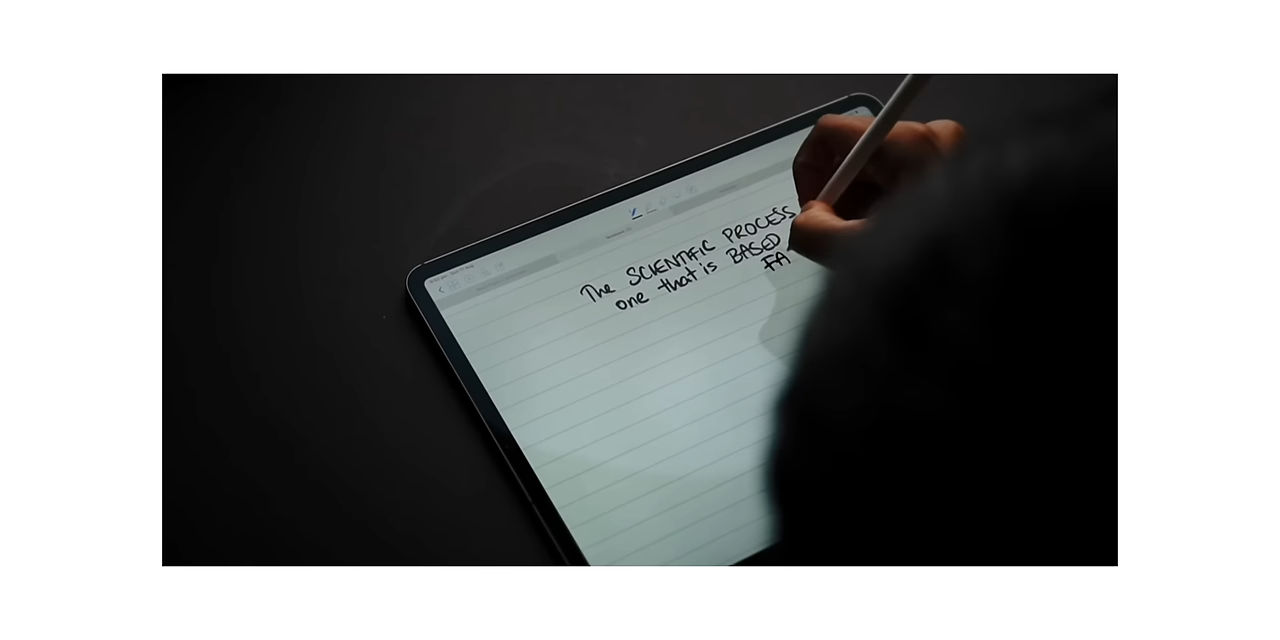 The SCIENTIFIC PROCESS
one that is BASED
FA